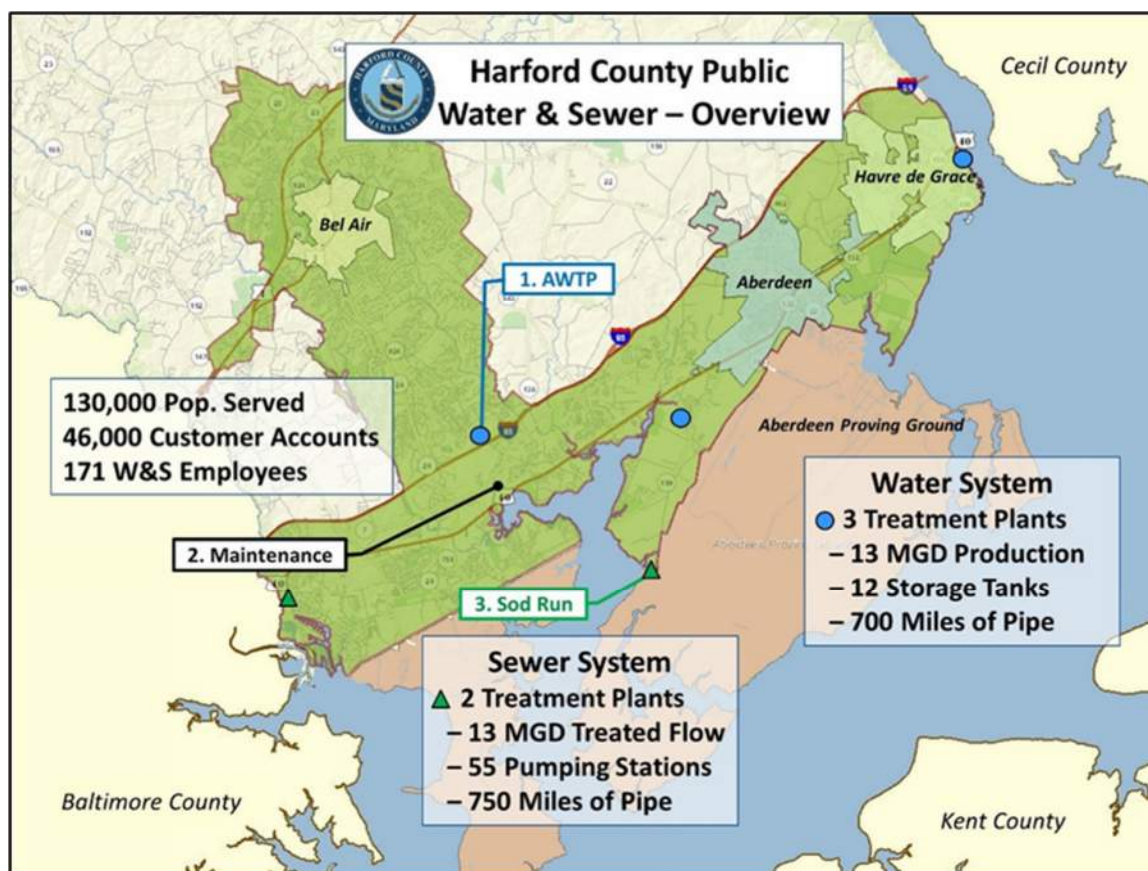 Cecil County
HARFORD COUNTY
MARYLAND
Harford County Public
Water & Sewer – Overview
Havre de Grace
Bel Air
1. AWTP
Aberdeen
130,000 Pop. Served
46,000 Customer Accounts
171 W&S Employees
Aberdeen Proving Ground
2. Maintenance
3. Sod Run
Water System
3 Treatment Plants
– 13 MGD Production
– 12 Storage Tanks
– 700 Miles of Pipe
Sewer System
2 Treatment Plants
– 13 MGD Treated Flow
– 55 Pumping Stations
– 750 Miles of Pipe
Baltimore County
Kent County